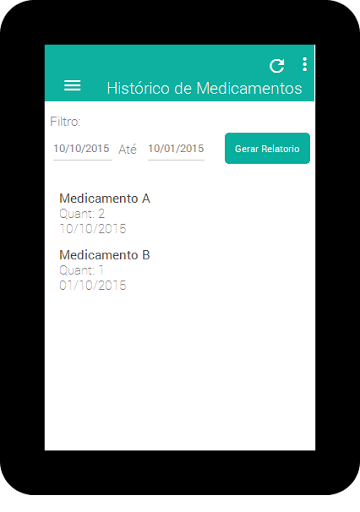 Histórico de Medicamentos
Filtro:
10/10/2015 Até 10/01/2015 Gerar Relatorio
Medicamento A
Quant: 2
10/10/2015
Medicamento B
Quant: 1
01/10/2015